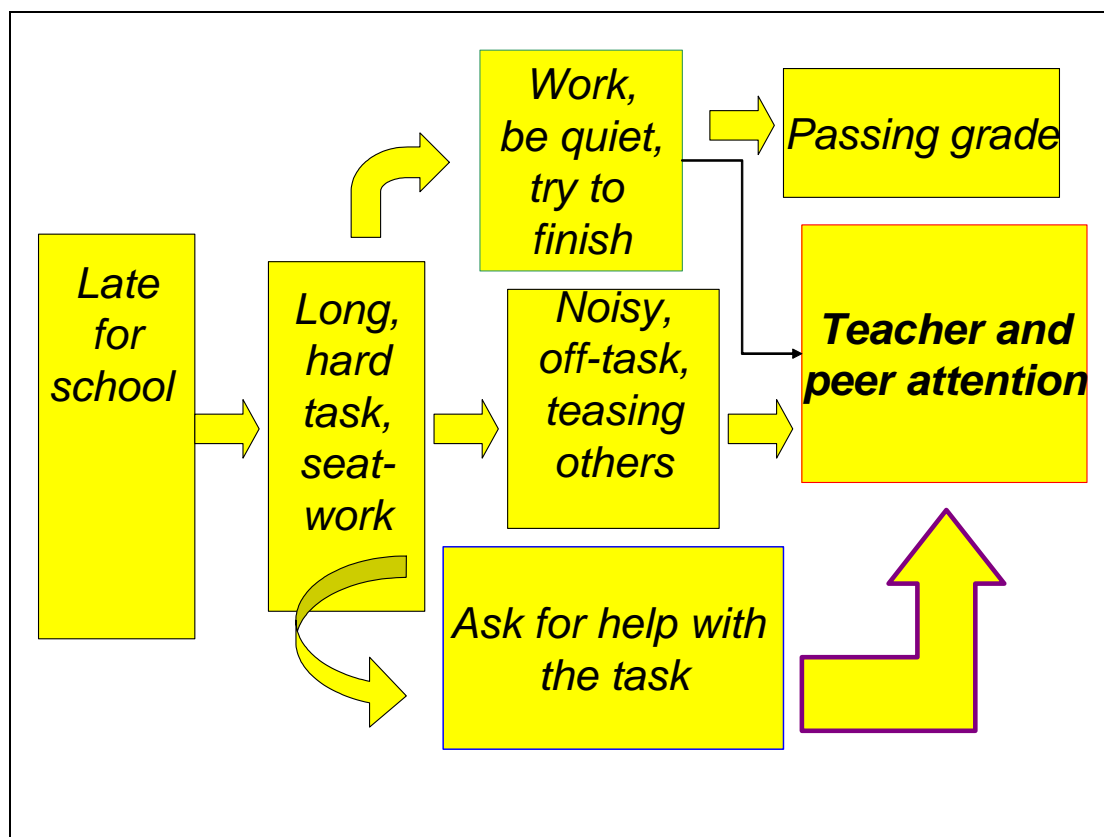 Late
for
school
Long,
hard
task,
seat-
work
Work,
be quiet,
try to
finish
Passing grade
Noisy,
off-task,
teasing
others
Teacher and
peer attention
Ask for help with
the task